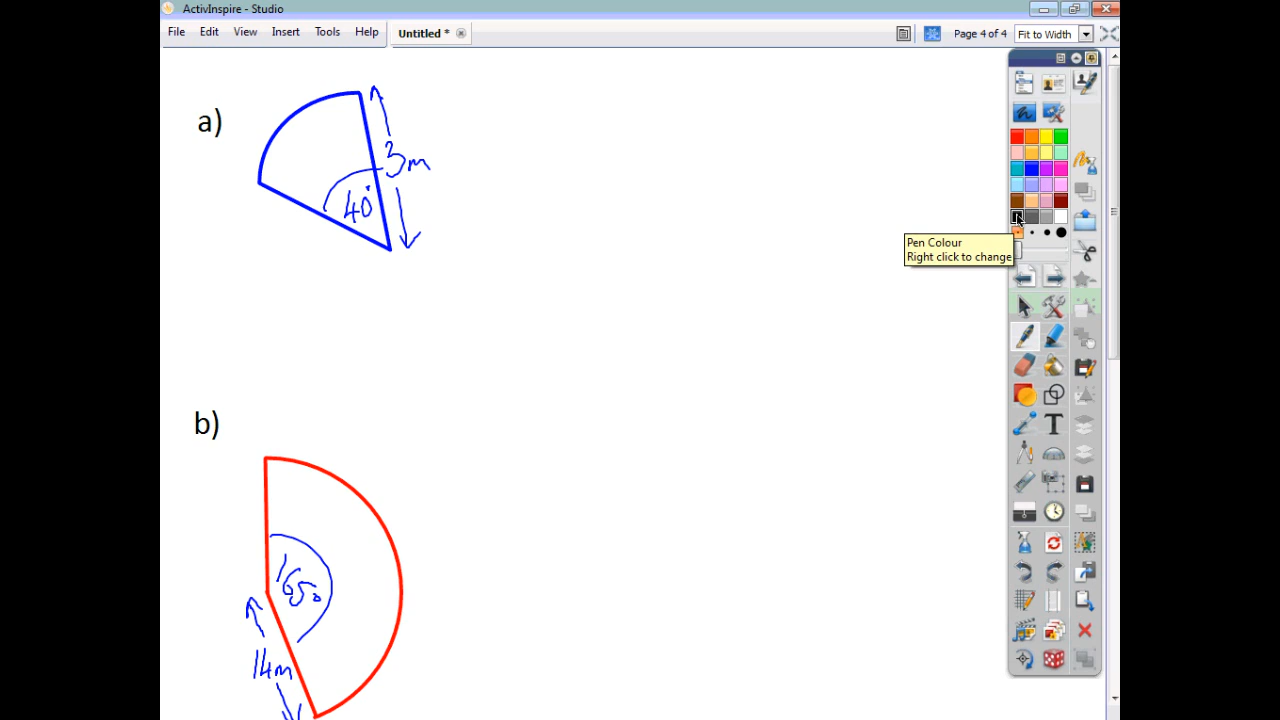 ActivInspire - Studio
File Edit View Insert Tools Help Untitled * Page 4 of 4 Fit to Width
a)
3m
40°
Pen Colour
Right click to change
b)
165°
14m